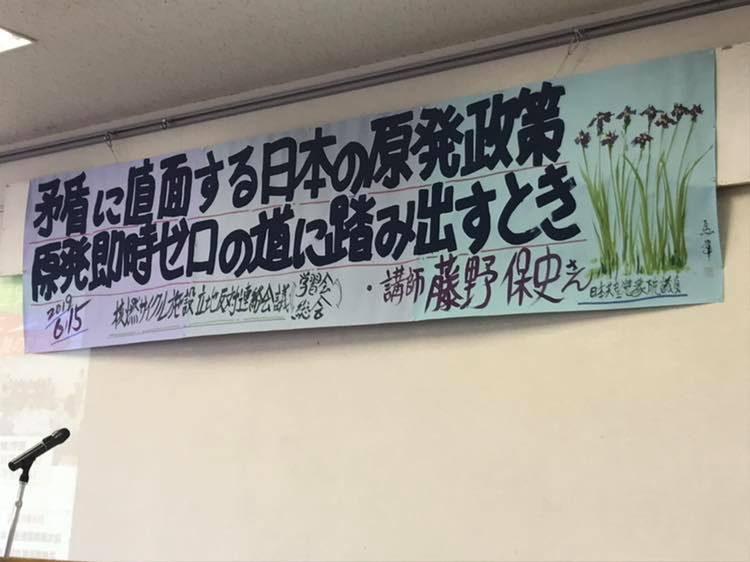 矛盾に直面する日本の原発政策
原発即時ゼロの道に踏み出すとき
2019
6.15
核燃サイクル施設立地反対連絡会議
学習会
総会
・講師 藤野保史さん
日本共産党衆院議員